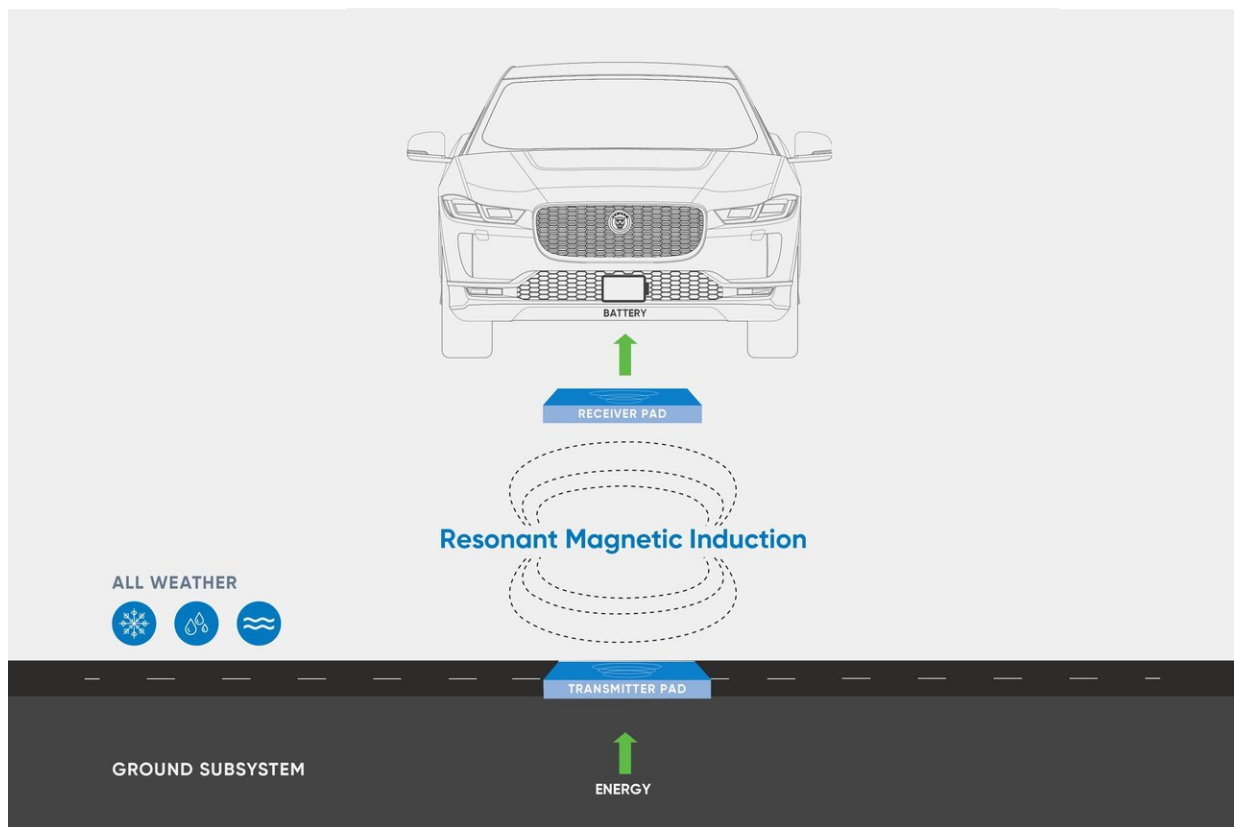 BATTERY
RECEIVER PAD
Resonant Magnetic Induction
ALL WEATHER
TRANSMITTER PAD
GROUND SUBSYSTEM
ENERGY